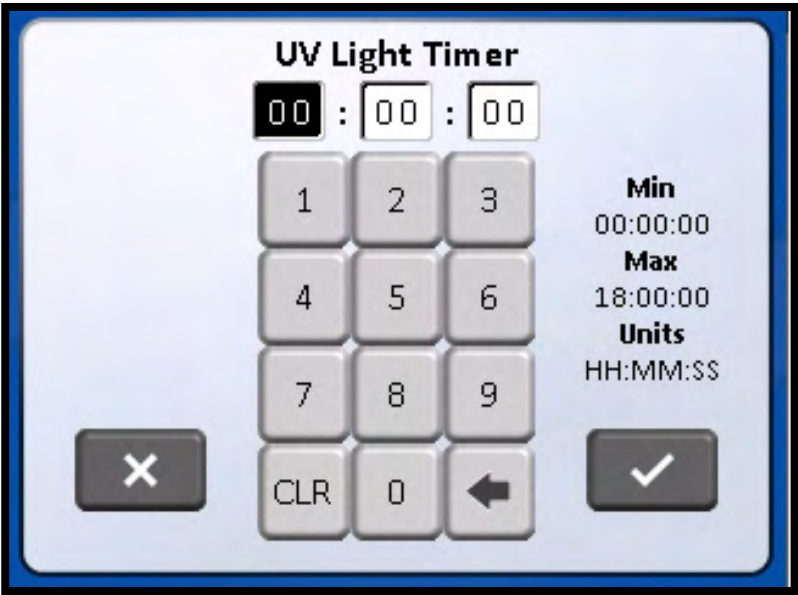 UV Light Timer
00 : 00 : 00
1 2 3
Min
00:00:00
Max
18:00:00
4 5 6
Units
HH:MM:SS
7 8 9
CLR 0